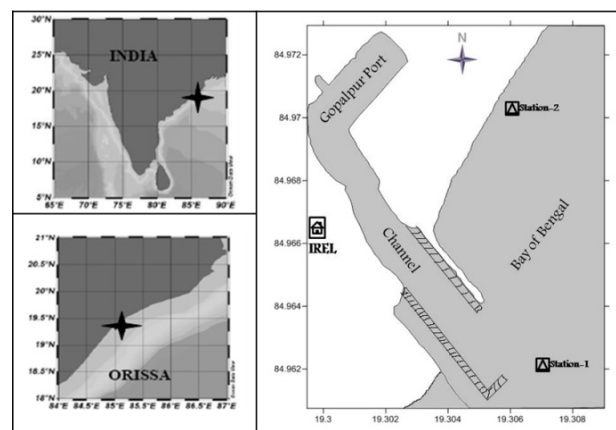 30°N
25°N
20°N
15°N
10°N
5°N
INDIA
65°E 70°E 75°E 80°E 85°E 90°E
21°N
20.5°N
20°N
19.5°N
19°N
18.5°N
18°N
ORISSA
84°E 84.5°E 85°E 85.5°E 86°E 86.5°E 87°E
84.972
84.97
84.968
84.966
84.964
84.962
N
Gopalpur Port
Station-2
IREL
Channel
Bay of Bengal
Station-1
19.3 19.302 19.304 19.306 19.308